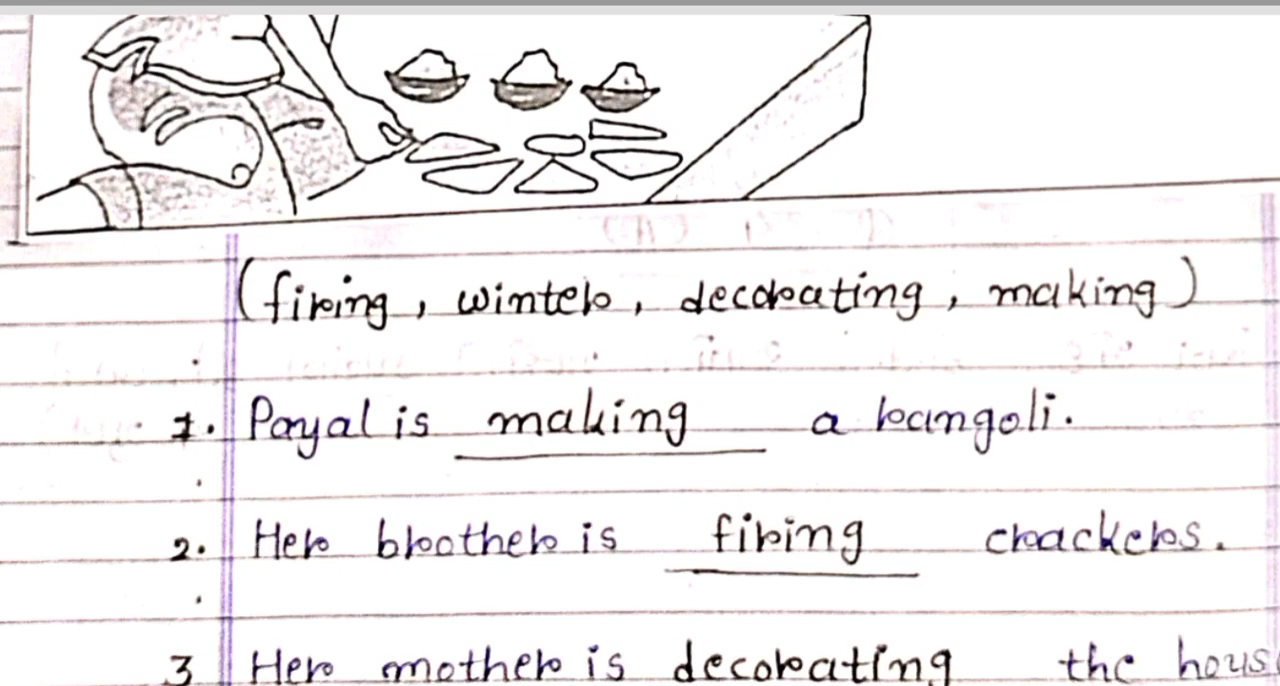 (firing, winter, decorating, making)
1. Payal is making a rangoli.
2. Her brother is firing crackers.
3 Her mother is decorating the hous